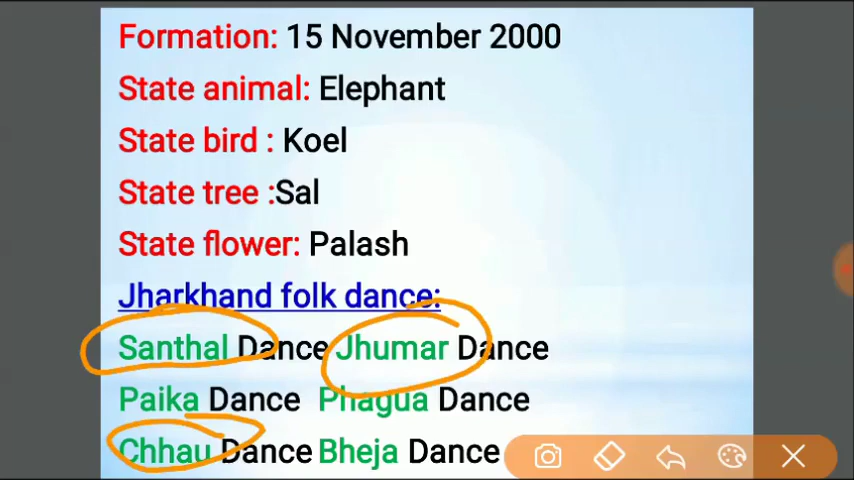 Formation: 15 November 2000
State animal: Elephant
State bird : Koel
State tree :Sal
State flower: Palash
Jharkhand folk dance:
Santhal Dance Jhumar Dance
Paika Dance Phagua Dance
Chhau Dance Bheja Dance